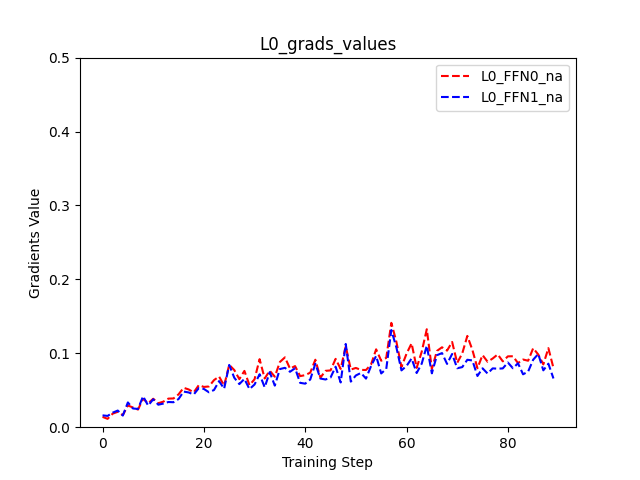 L0_grads_values
L0_FFN0_na
L0_FFN1_na
Gradients Value
0.5
0.4
0.3
0.2
0.1
0.0
0 20 40 60 80
Training Step